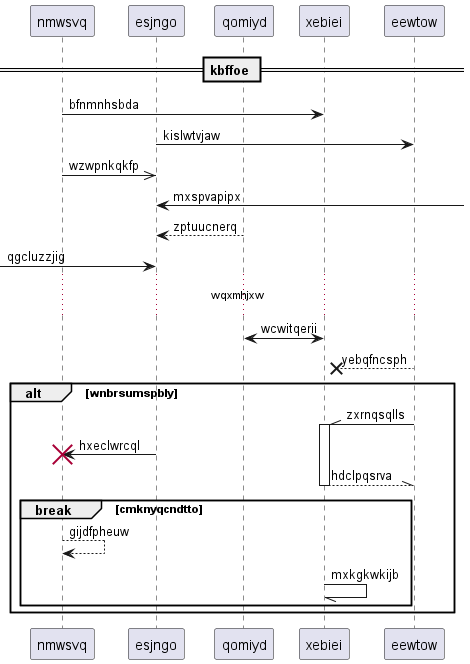 nmwsvq esjngo qomiyd xebiei eewtow
kbffoe
bfnmnhsbda
kislwtvjaw
wzwpnkqkfp
mxspvapipx
zptuucnerq
qgcluzzjig
wqxmhjxw
wcwitqerii
yebqfncsph
alt [wnbrsumspbly]
zxrnqsqlls
hxeclwrcql
hdclpqsrva
break [cmknyqcndtto]
gijdfpheuw
mxkgkwkijb
nmwsvq esjngo qomiyd xebiei eewtow